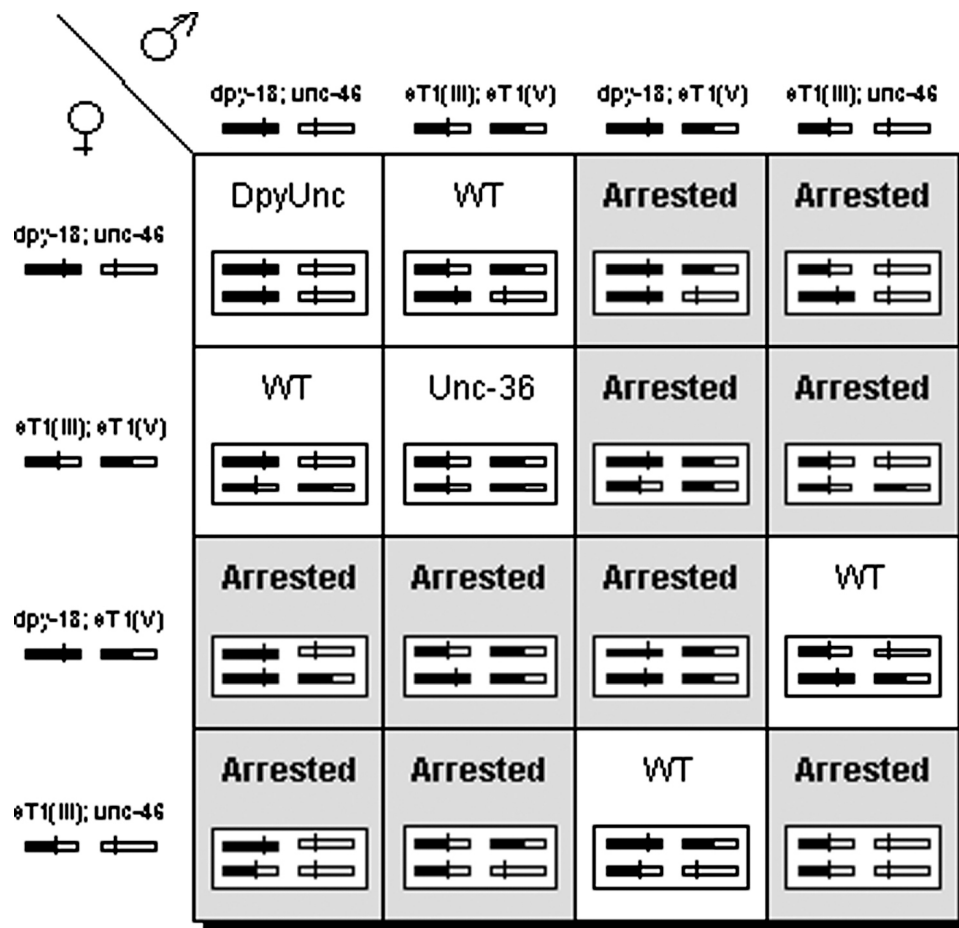 dpy-18; unc-46 eT1(III); eT1(V) dpy-18; eT1(V) eT1(III); unc-46
DpyUnc WT Arrested Arrested
dpy-18; unc-46
WT Unc-36 Arrested Arrested
eT1(III); eT1(V)
Arrested Arrested Arrested WT
dpy-18; eT1(V)
Arrested Arrested WT Arrested
eT1(III); unc-46